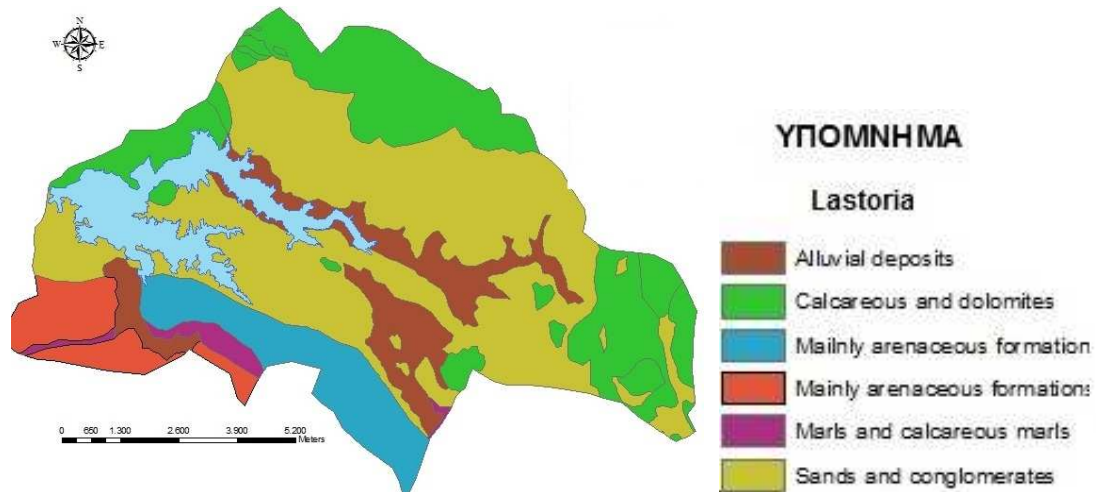 N
W E
S
ΥΠΟΜΝΗΜΑ
Lastoria
Alluvial deposits
Calcareous and dolomites
Mailnly arenaceous formation
Mainly arenaceous formations
Marls and calcareous marls
Sands and conglomerates
0 650 1.300 2.600 3.900 5.200
Meters